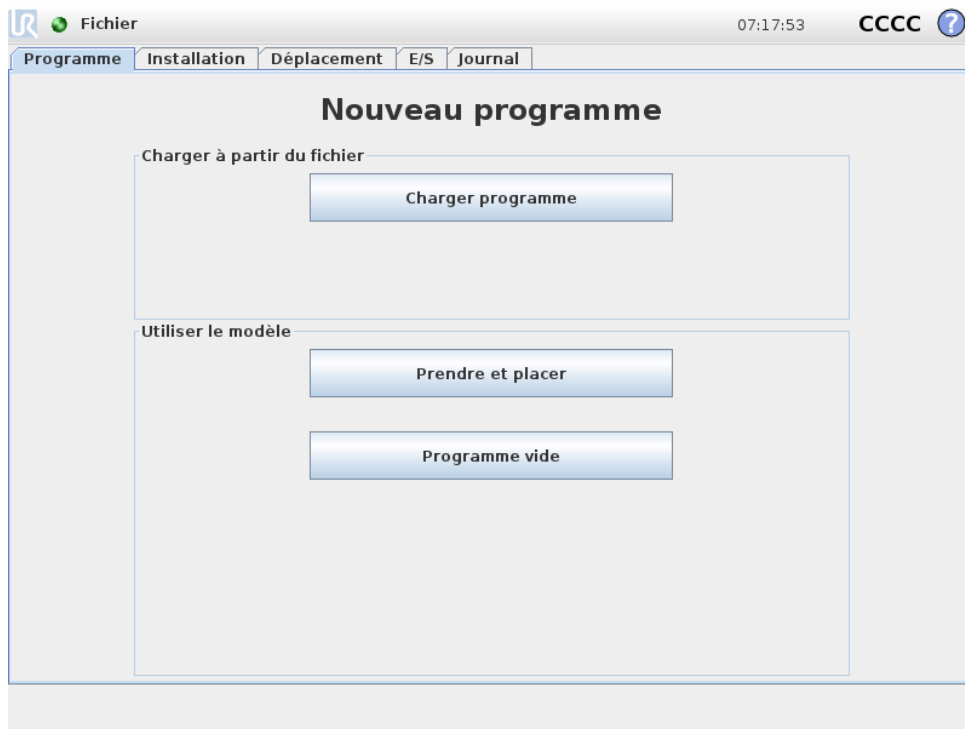 UR Fichier 07:17:53 CCCC ?
Programme Installation Déplacement E/S Journal
Nouveau programme
Charger à partir du fichier
Charger programme
Utiliser le modèle
Prendre et placer
Programme vide